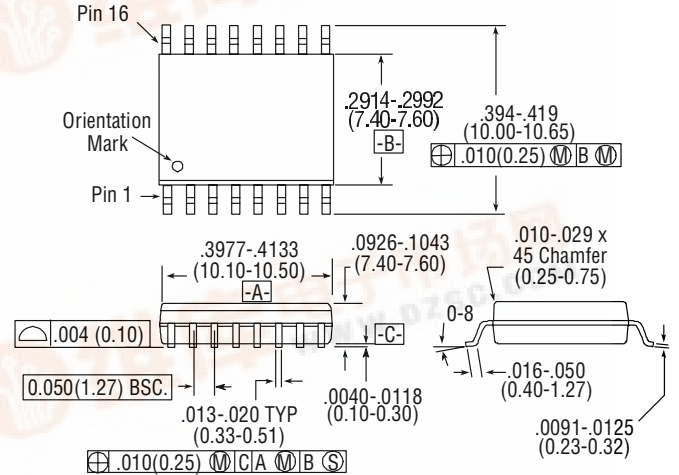 Pin 16
.2914-.2992
(7.40-7.60)
-B-
.394-.419
(10.00-10.65)
.010(0.25) Ⓜ B Ⓜ
Orientation
Mark
Pin 1
.3977-.4133
(10.10-10.50)
-A-
.0926-.1043
(7.40-7.60)
.010-.029 x
45 Chamfer
(0.25-0.75)
.004 (0.10)
-C-
0-8
0.050(1.27) BSC.
.013-.020 TYP
(0.33-0.51)
.0040-.0118
(0.10-0.30)
.016-.050
(0.40-1.27)
.0091-.0125
(0.23-0.32)
.010(0.25) Ⓜ C A Ⓜ B Ⓢ